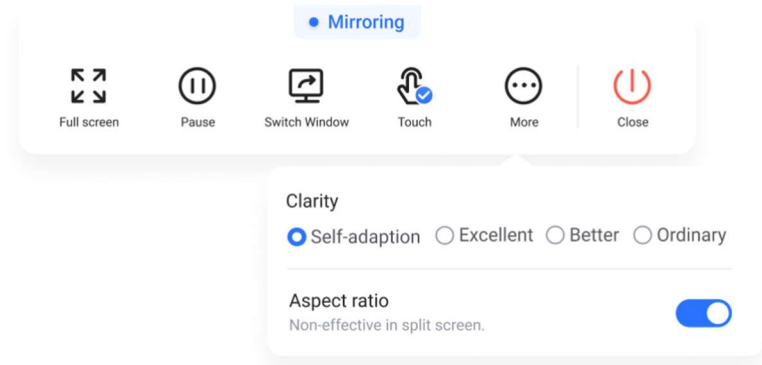 Mirroring
Full screen Pause Switch Window Touch More Close
Clarity
Self-adaption Excellent Better Ordinary
Aspect ratio
Non-effective in split screen.